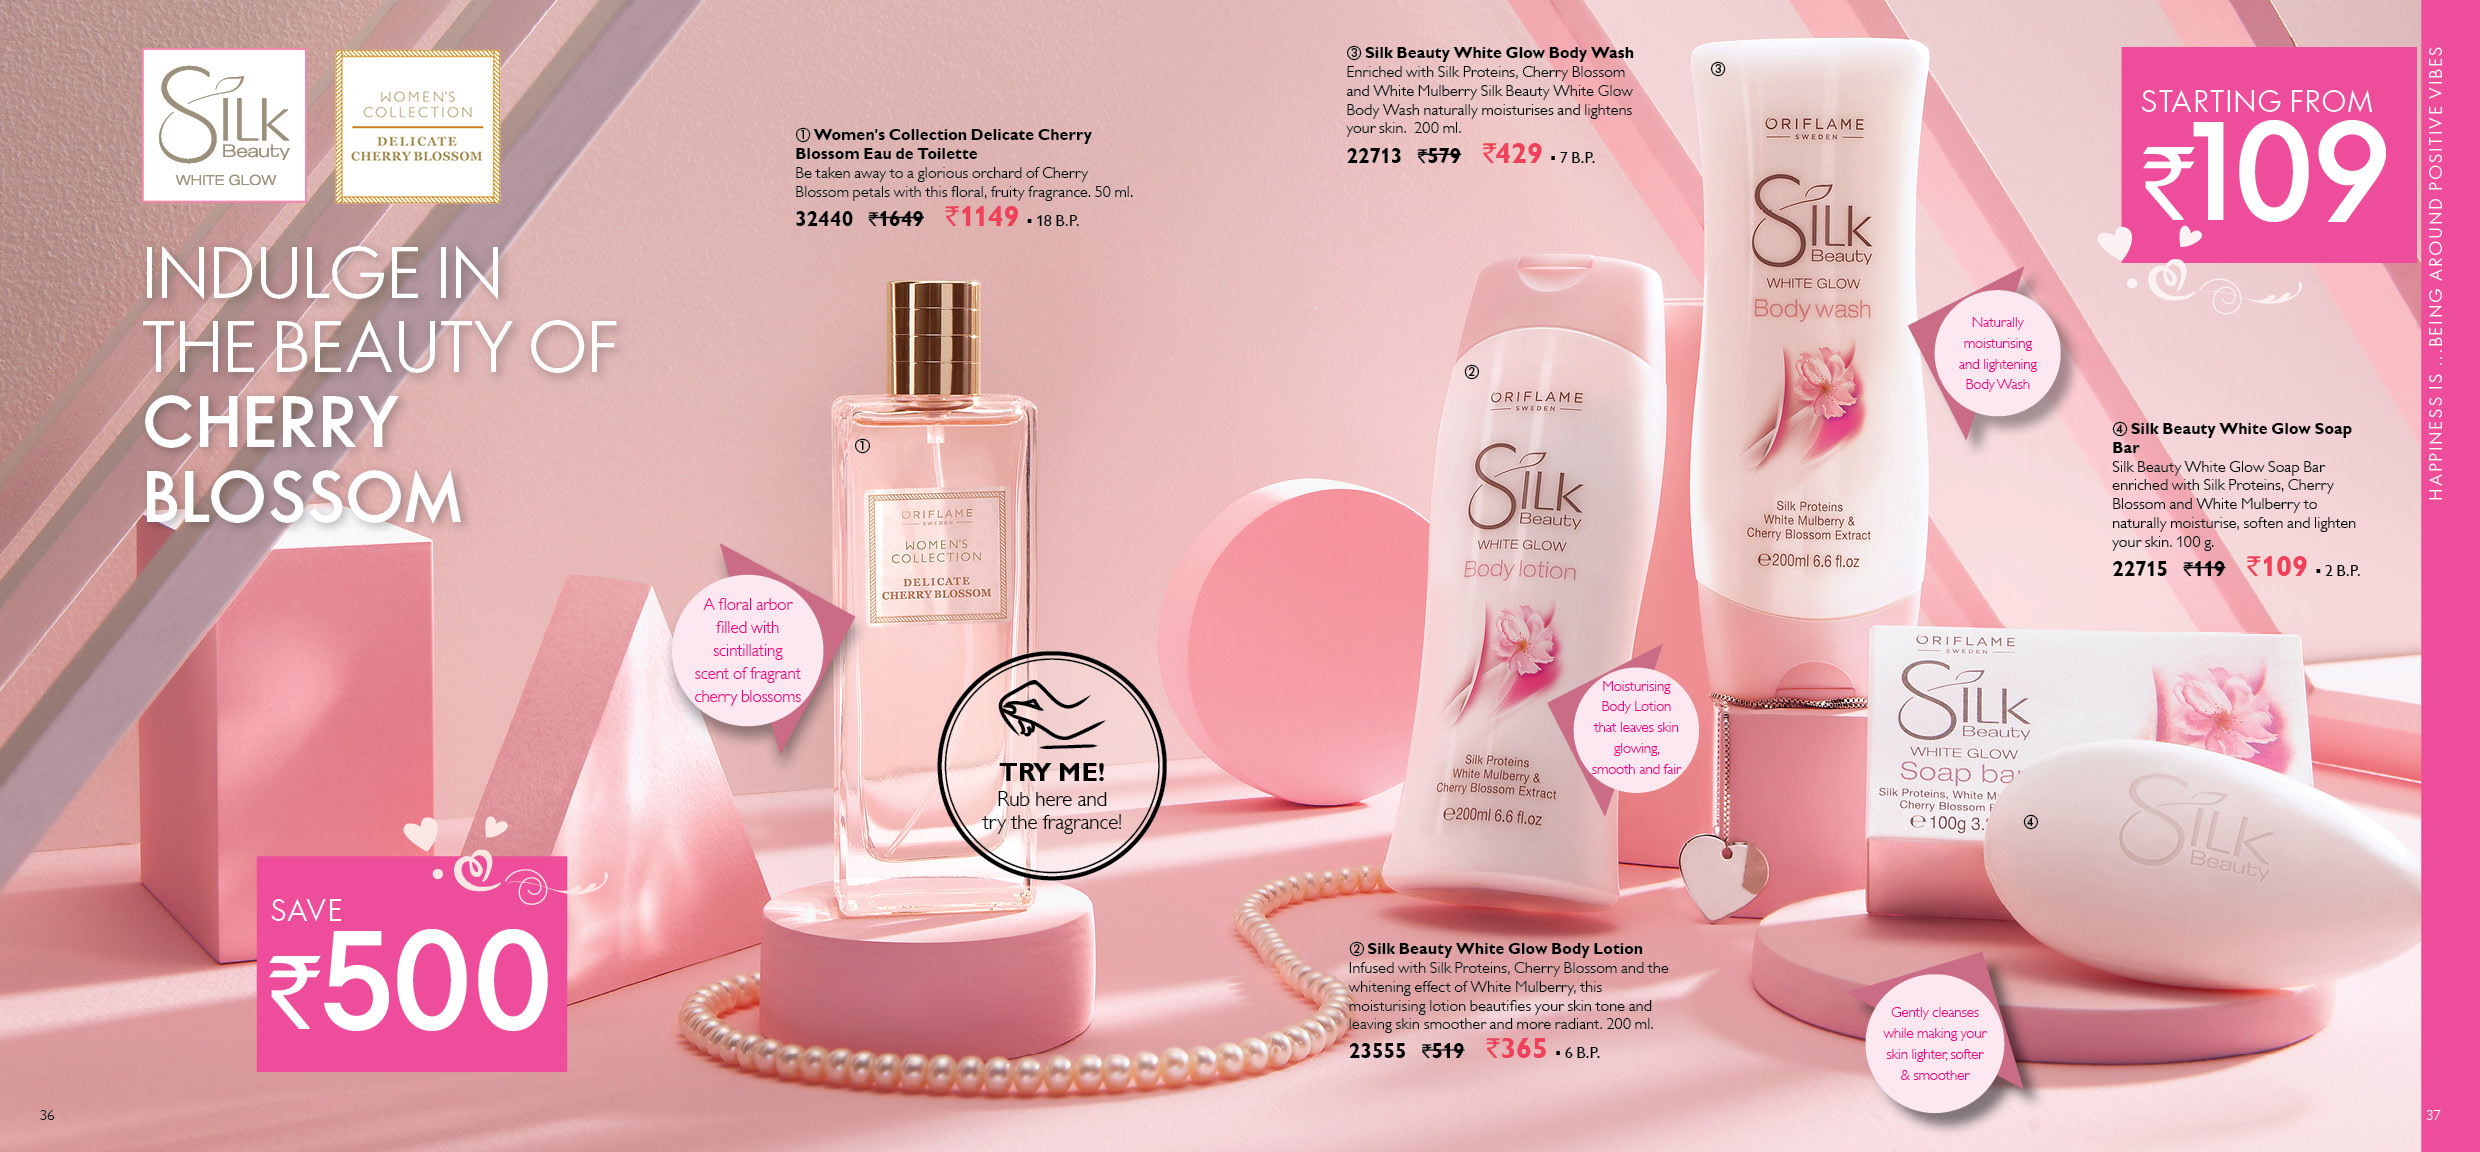 SILK
Beauty
WHITE GLOW
WOMEN'S
COLLECTION
DELICATE
CHERRY BLOSSOM
INDULGE IN
THE BEAUTY OF
CHERRY
BLOSSOM
① Women's Collection Delicate Cherry
Blossom Eau de Toilette
Be taken away to a glorious orchard of Cherry
Blossom petals with this floral, fruity fragrance. 50 ml.
32440 ₹1649 ₹1149 • 18 B.P.
①
ORIFLAME
SWEDEN
WOMEN'S
COLLECTION
DELICATE
CHERRY BLOSSOM
A floral arbor
filled with
scintillating
scent of fragrant
cherry blossoms
TRY ME!
Rub here and
try the fragrance!
SAVE
₹500
36
③ Silk Beauty White Glow Body Wash
Enriched with Silk Proteins, Cherry Blossom
and White Mulberry Silk Beauty White Glow
Body Wash naturally moisturises and lightens
your skin. 200 ml.
22713 ₹579 ₹429 • 7 B.P.
③
ORIFLAME
SWEDEN
SILK
Beauty
WHITE GLOW
Body wash
Silk Proteins
White Mulberry &
Cherry Blossom Extract
℮200ml 6.6 fl.oz
Naturally
moisturising
and lightening
Body Wash
②
ORIFLAME
SWEDEN
SILK
Beauty
WHITE GLOW
Body lotion
Silk Proteins
White Mulberry &
Cherry Blossom Extract
℮200ml 6.6 fl.oz
Moisturising
Body Lotion
that leaves skin
glowing,
smooth and fair
② Silk Beauty White Glow Body Lotion
Infused with Silk Proteins, Cherry Blossom and the
whitening effect of White Mulberry, this
moisturising lotion beautifies your skin tone and
leaving skin smoother and more radiant. 200 ml.
23555 ₹519 ₹365 • 6 B.P.
STARTING FROM
₹109
④ Silk Beauty White Glow Soap
Bar
Silk Beauty White Glow Soap Bar
enriched with Silk Proteins, Cherry
Blossom and White Mulberry to
naturally moisturise, soften and lighten
your skin. 100 g.
22715 ₹119 ₹109 • 2 B.P.
ORIFLAME
SWEDEN
SILK
Beauty
WHITE GLOW
Soap ba
Silk Proteins, White M
Cherry Blossom
℮100g 3.
④
SILK
Beauty
Gently cleanses
while making your
skin lighter, softer
& smoother
HAPPINESS IS ...BEING AROUND POSITIVE VIBES
37